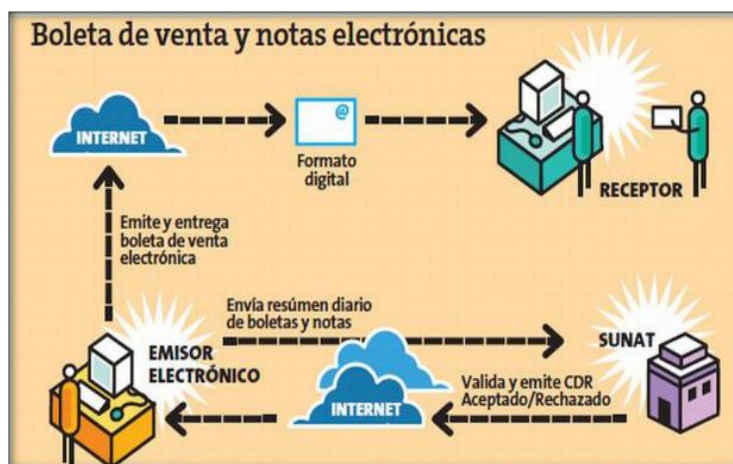 Boleta de venta y notas electrónicas
INTERNET
@
Formato
digital
RECEPTOR
Emite y entrega
boleta de venta
electrónica
Envía resúmen diario
de boletas y notas
EMISOR
ELECTRÓNICO
SUNAT
INTERNET
Valida y emite CDR
Aceptado/Rechazado